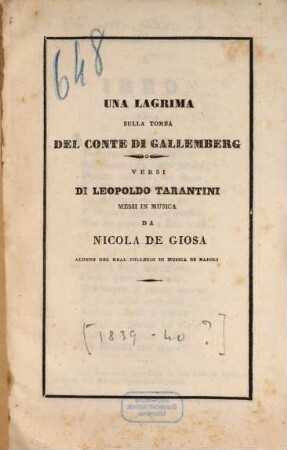 648
UNA LAGRIMA
SULLA TOMBA
DEL CONTE DI GALLEMBERG
VERSI
DI LEOPOLDO TARANTINI
MESSI IN MUSICA
DA
NICOLA DE GIOSA
ALUNNO DEL REAL COLLEGIO DI MUSICA DI NAPOLI
[1839-40?]